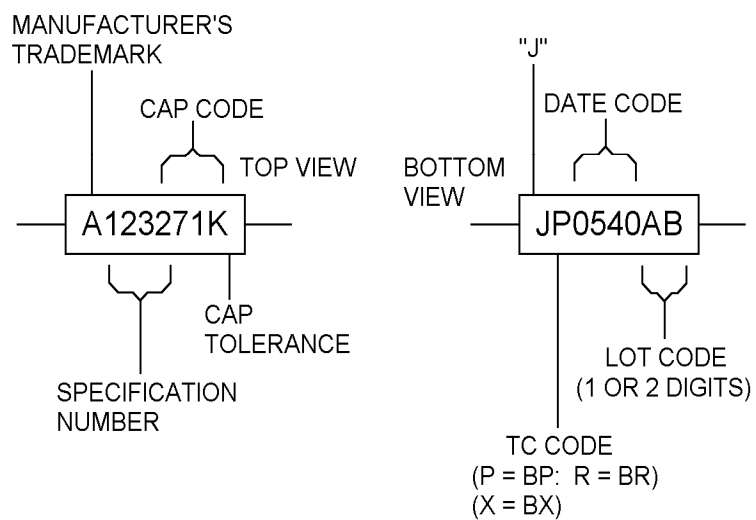 MANUFACTURER'S
TRADEMARK
CAP CODE
TOP VIEW
A123271K
CAP
TOLERANCE
SPECIFICATION
NUMBER
"J"
DATE CODE
BOTTOM
VIEW
JP0540AB
LOT CODE
(1 OR 2 DIGITS)
TC CODE
(P = BP: R = BR)
(X = BX)